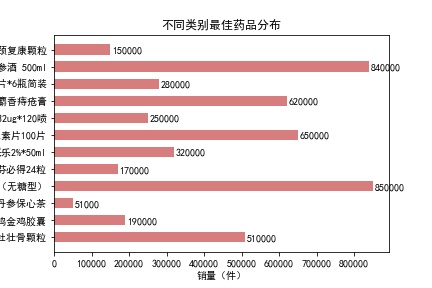 不同类别最佳药品分布
颈复康颗粒 150000
参酒 500ml 840000
片*6瓶简装 280000
麝香痔疮膏 620000
32ug*120喷 250000
素片100片 650000
乐2%*50ml 320000
芬必得24粒 170000
（无糖型） 850000
丹参保心茶 51000
鸡金鸡胶囊 190000
壮骨颗粒 510000
0 100000 200000 300000 400000 500000 600000 700000 800000
销量（件）